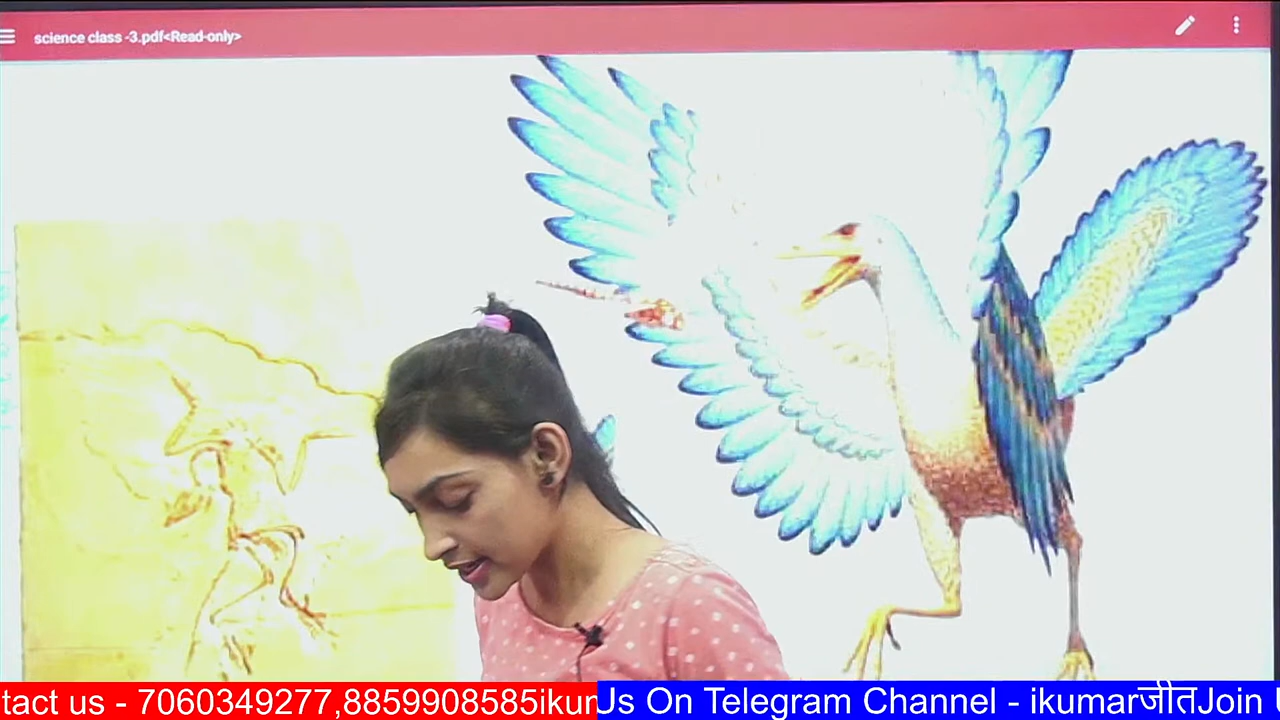 science class -3.pdf<Read-only>
tact us - 7060349277,8859908585ikur
Us On Telegram Channel - ikumarजीतJoin